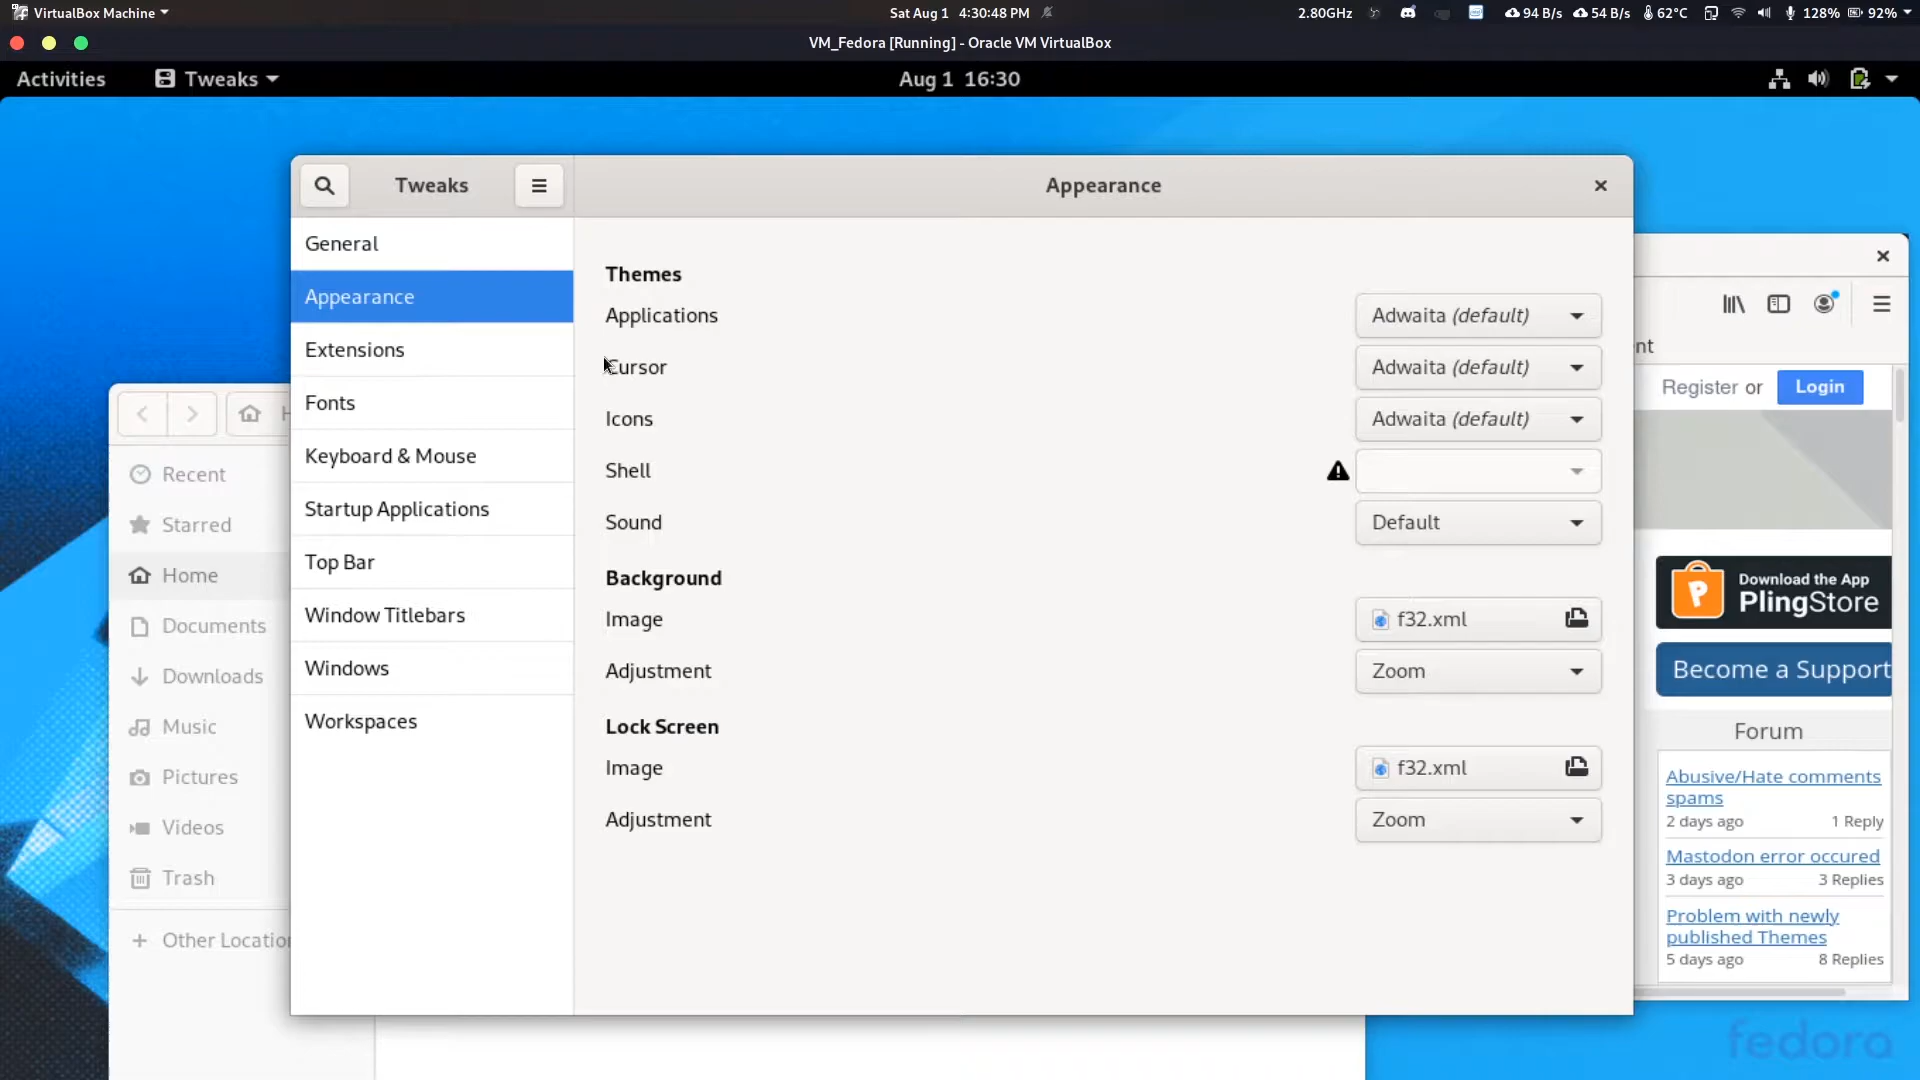 VirtualBox Machine
Sat Aug 1 4:30:48 PM
2.80GHz
94 B/s
54 B/s
62°C
128%
92%
VM_Fedora [Running] - Oracle VM VirtualBox
Activities
Tweaks
Aug 1 16:30
Tweaks
Appearance
General
Appearance
Extensions
Fonts
Keyboard & Mouse
Startup Applications
Top Bar
Window Titlebars
Windows
Workspaces
Themes
Applications
Adwaita (default)
Cursor
Adwaita (default)
Icons
Adwaita (default)
Shell
Sound
Default
Background
Image
f32.xml
Adjustment
Zoom
Lock Screen
Image
f32.xml
Adjustment
Zoom
Recent
Starred
Home
Documents
Downloads
Music
Pictures
Videos
Trash
+ Other Location
nt
Register or
Login
Download the App
PlingStore
Become a Support
Forum
Abusive/Hate comments
spams
2 days ago
1 Reply
Mastodon error occured
3 days ago
3 Replies
Problem with newly
published Themes
5 days ago
8 Replies
fedora